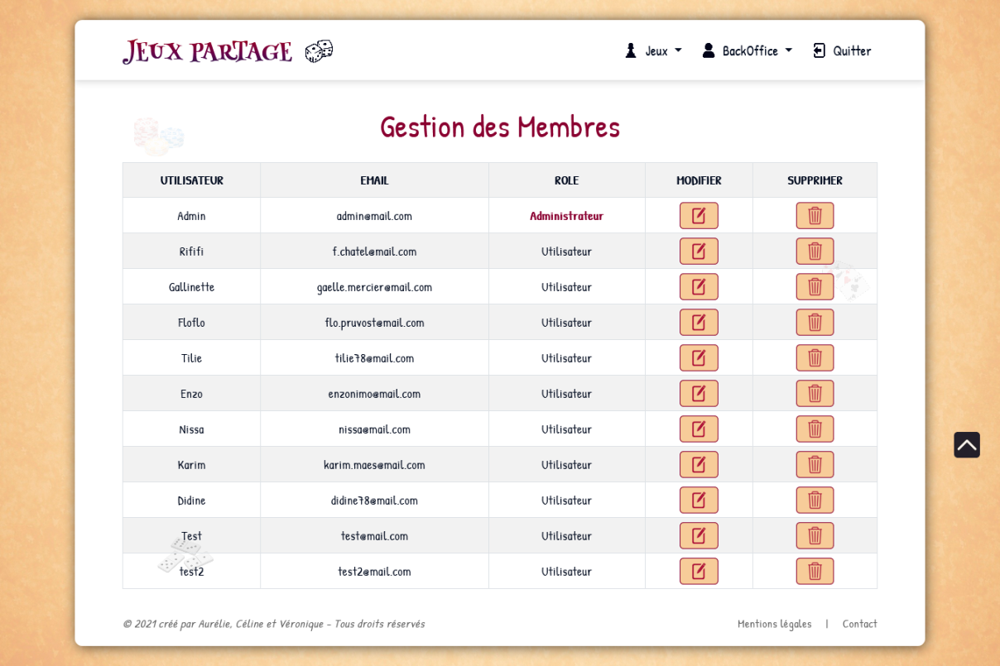 JEUX PARTAGE Jeux BackOffice Quitter
Gestion des Membres
UTILISATEUR EMAIL ROLE MODIFIER SUPPRIMER
Admin admin@mail.com Administrateur
Rififi f.chatel@mail.com Utilisateur
Gallinette gaelle.mercier@mail.com Utilisateur
Floflo flo.pruvost@mail.com Utilisateur
Tilie tilie78@mail.com Utilisateur
Enzo enzonimo@mail.com Utilisateur
Nissa nissa@mail.com Utilisateur
Karim karim.maes@mail.com Utilisateur
Didine didine78@mail.com Utilisateur
Test test@mail.com Utilisateur
test2 test2@mail.com Utilisateur
© 2021 créé par Aurélie, Céline et Véronique - Tous droits réservés Mentions légales | Contact